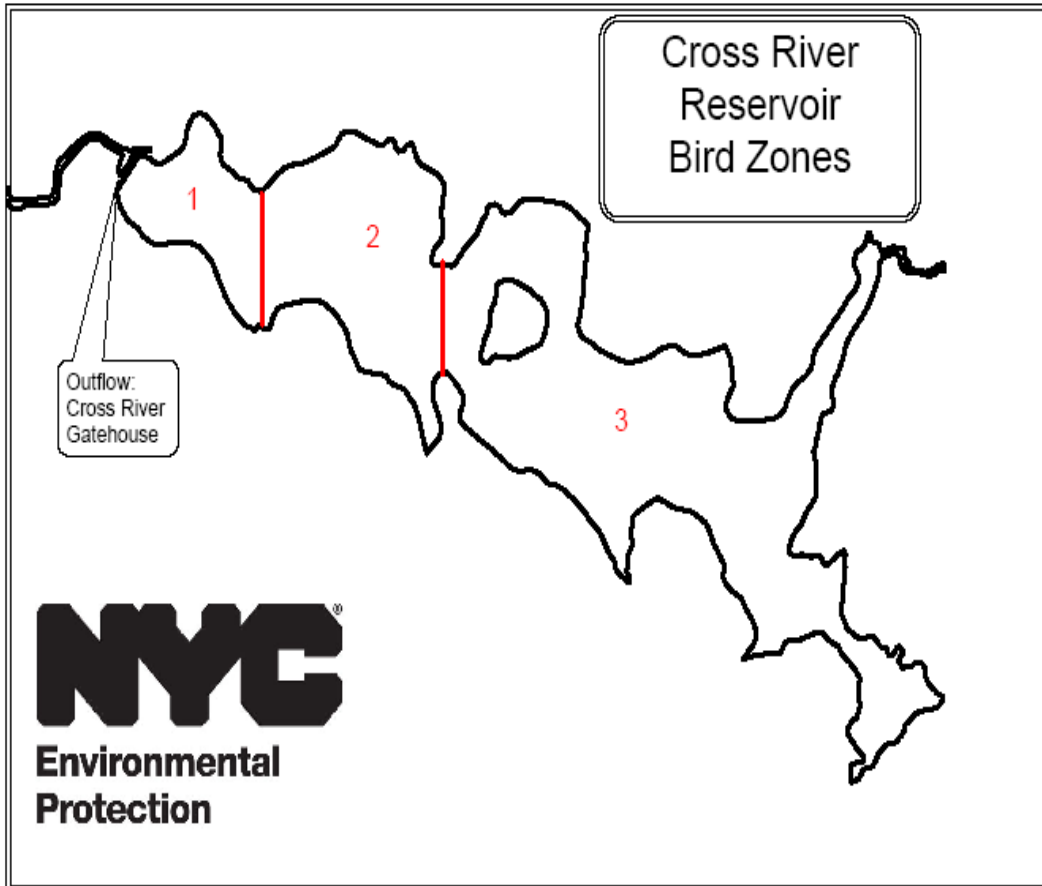 Cross River
Reservoir
Bird Zones
1
2
3
Outflow:
Cross River
Gatehouse
NYC®
Environmental
Protection